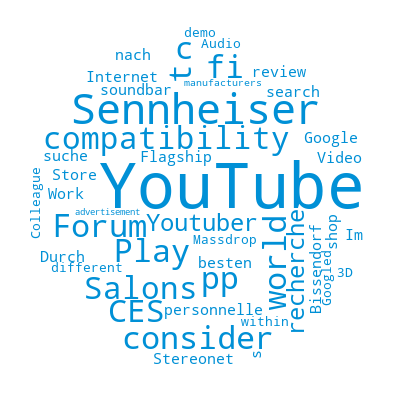 demo
c
Audio
nach
t
fi
Internet
review
manufacturers
soundbar
search
Sennheiser
compatibility
Google
suche
Flagship
Video
Store
YouTube
Colleague
Work
advertisement
Forum
Youtuber
world
recherche
shop
Im
Massdrop
Bissendorf
Play
Durch
besten
different
Googled
3D
Salons
pp
CES
personnelle
within
consider
s
Stereonet